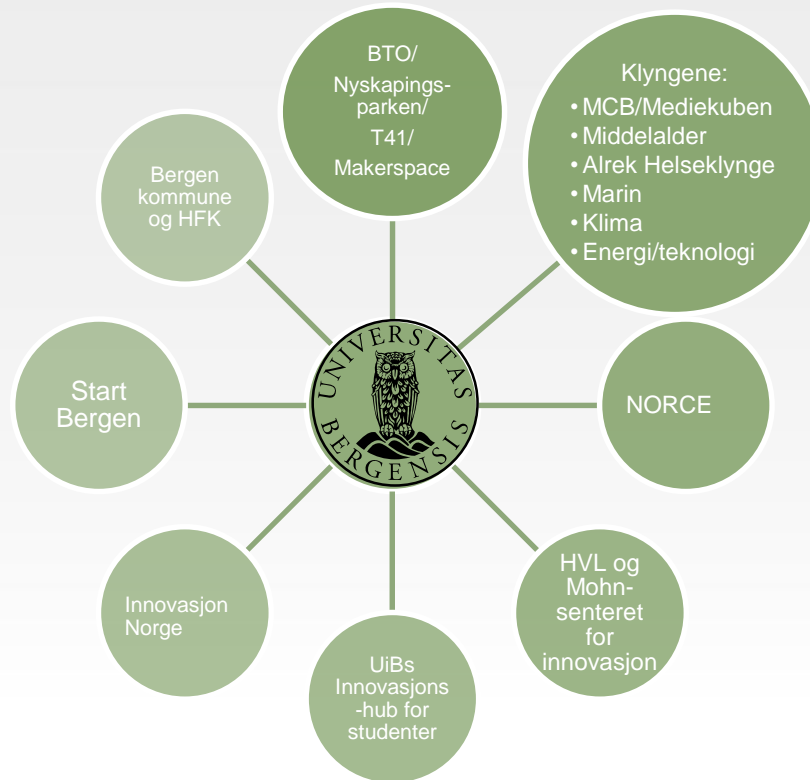 BTO/
Nyskapings-
parken/
T41/
Makerspace
Klyngene:
• MCB/Mediekuben
• Middelalder
• Alrek Helseklynge
• Marin
• Klima
• Energi/teknologi
Bergen
kommune
og HFK
UNIVERSITAS
BERGENSIS
Start
Bergen
NORCE
Innovasjon
Norge
HVL og
Mohn-
senteret
for
innovasjon
UiBs
Innovasjons
-hub for
studenter